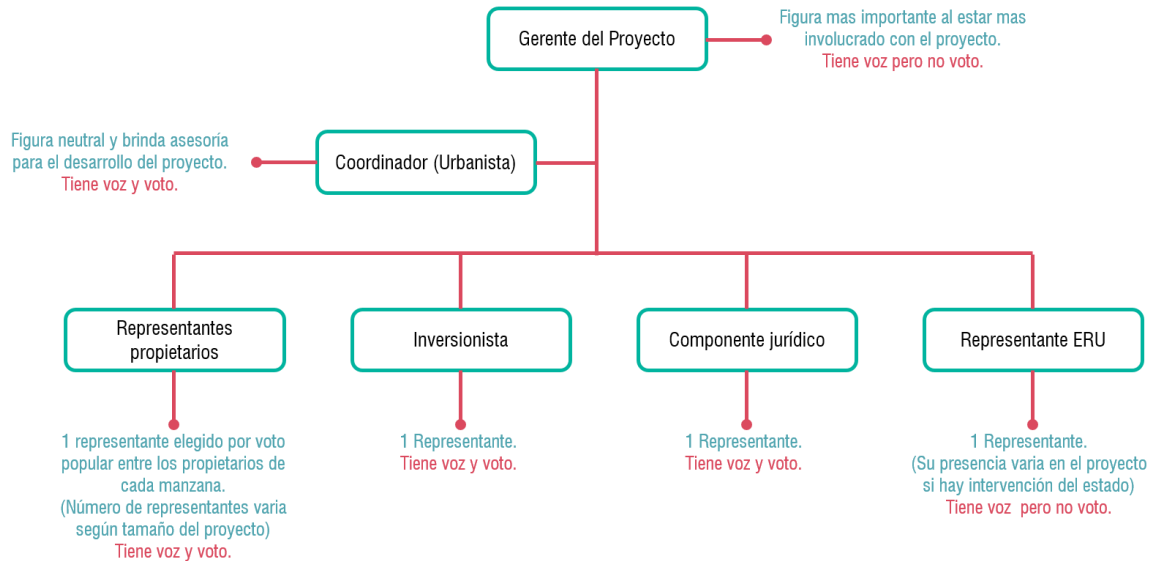 Gerente del Proyecto
Figura mas importante al estar mas
involucrado con el proyecto.
Tiene voz pero no voto.
Figura neutral y brinda asesoría
para el desarrollo del proyecto.
Tiene voz y voto.
Coordinador (Urbanista)
Representantes
propietarios
Inversionista
Componente jurídico
Representante ERU
1 representante elegido por voto
popular entre los propietarios de
cada manzana.
(Número de representantes varia
según tamaño del proyecto)
Tiene voz y voto.
1 Representante.
Tiene voz y voto.
1 Representante.
Tiene voz y voto.
1 Representante.
(Su presencia varia en el proyecto
si hay intervención del estado)
Tiene voz pero no voto.